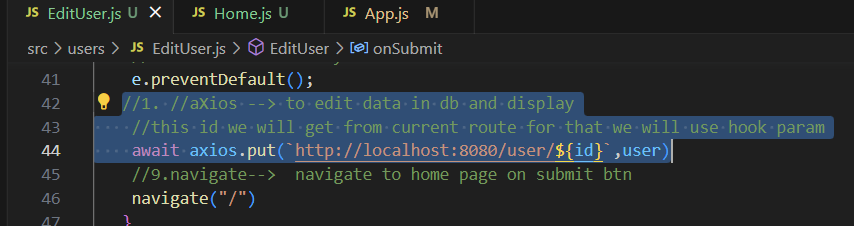 JS EditUser.js U × JS Home.js U JS App.js M
src > users > JS EditUser.js > EditUser > onSubmit
41 e.preventDefault();
42 //1. //aXios --> to edit data in db and display
43 //this id we will get from current route for that we will use hook param
44 await axios.put(`http://localhost:8080/user/${id}`,user)
45 //9.navigate--> navigate to home page on submit btn
46 navigate("/")
47 }